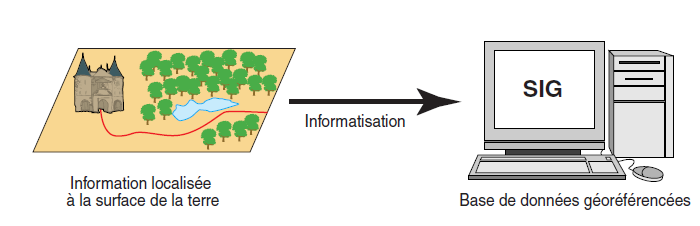 SIG
Informatisation
Information localisée
à la surface de la terre
Base de données géoréférencées